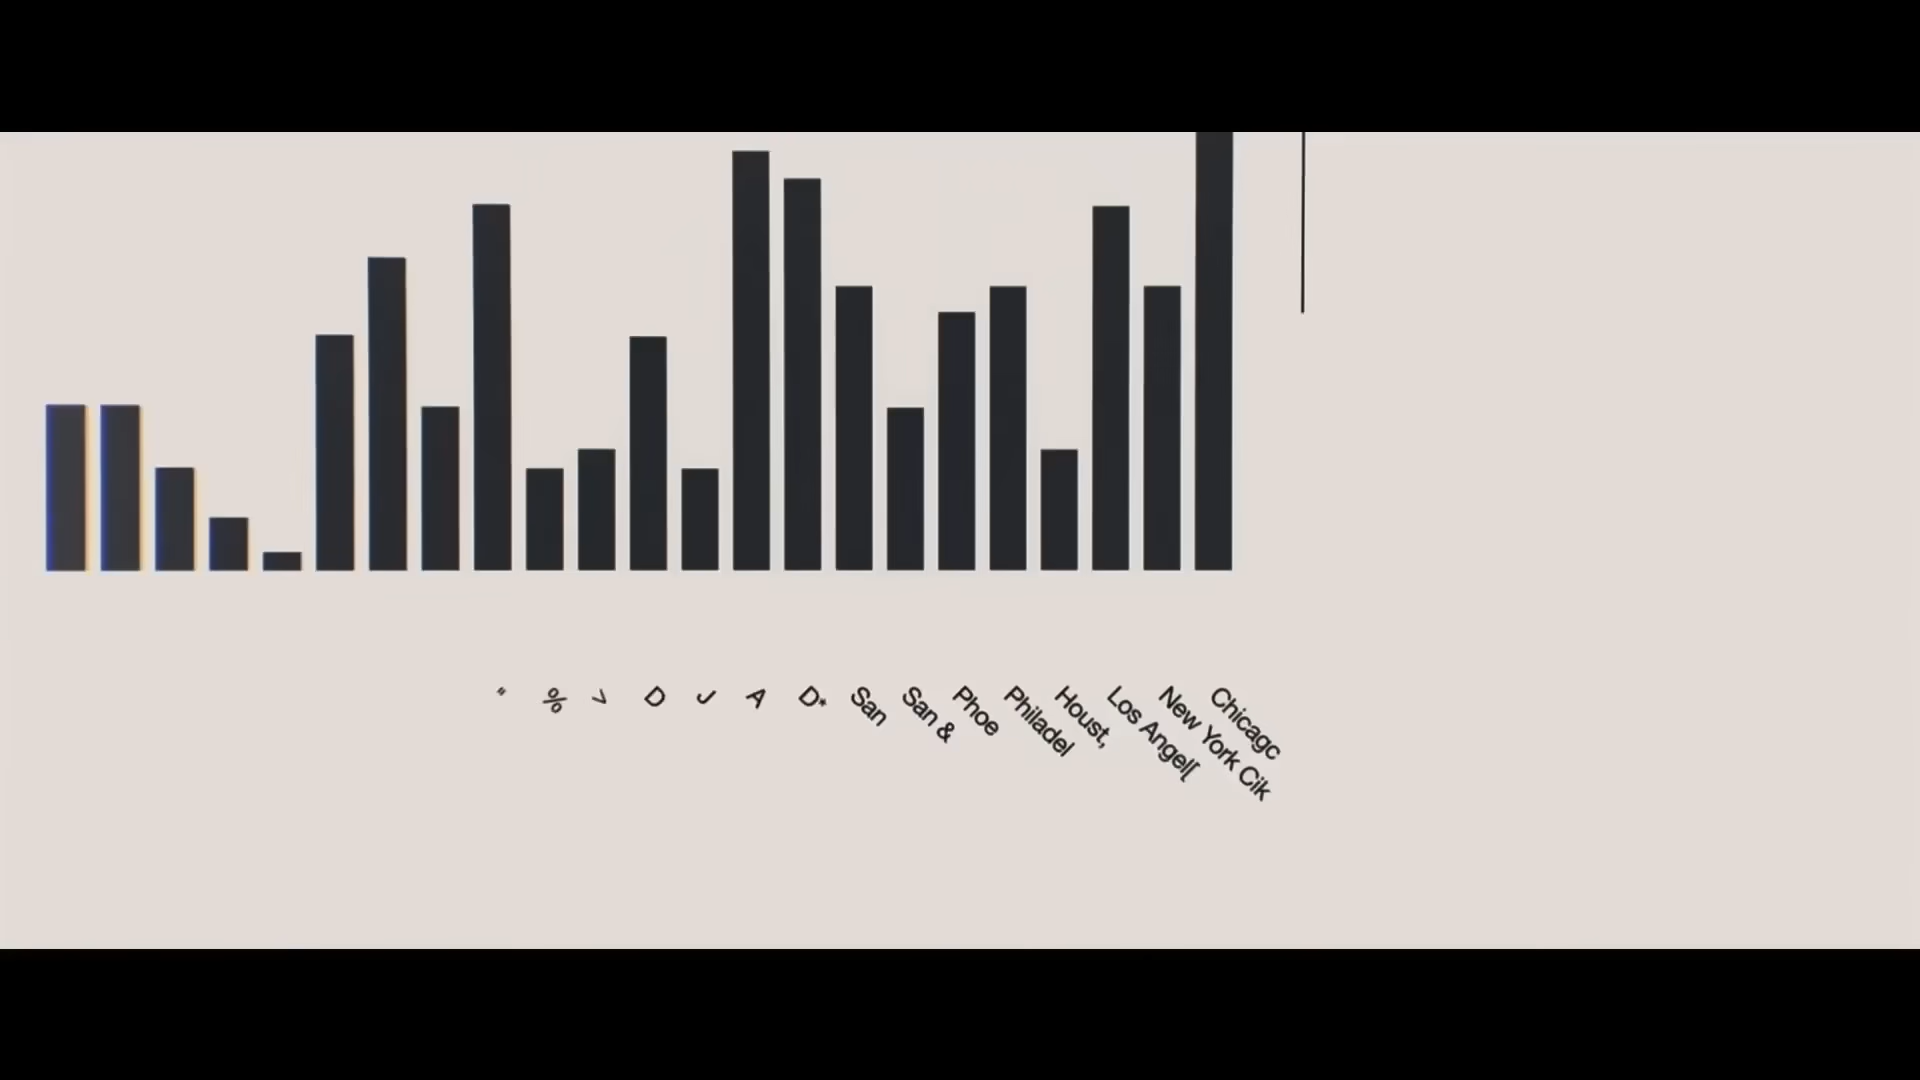 "
%
>
D
J
A
D*
San
San &
Phoe
Philadel
Houst,
Los Angel[
New York Cik
Chicagc